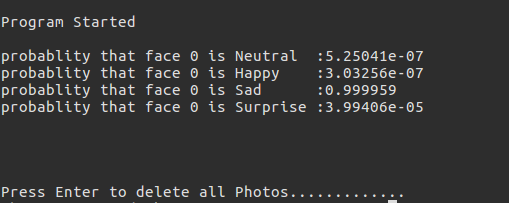 Program Started
probablity that face 0 is Neutral  :5.25041e-07
probablity that face 0 is Happy    :3.03256e-07
probablity that face 0 is Sad      :0.999959
probablity that face 0 is Surprise :3.99406e-05
Press Enter to delete all Photos.............